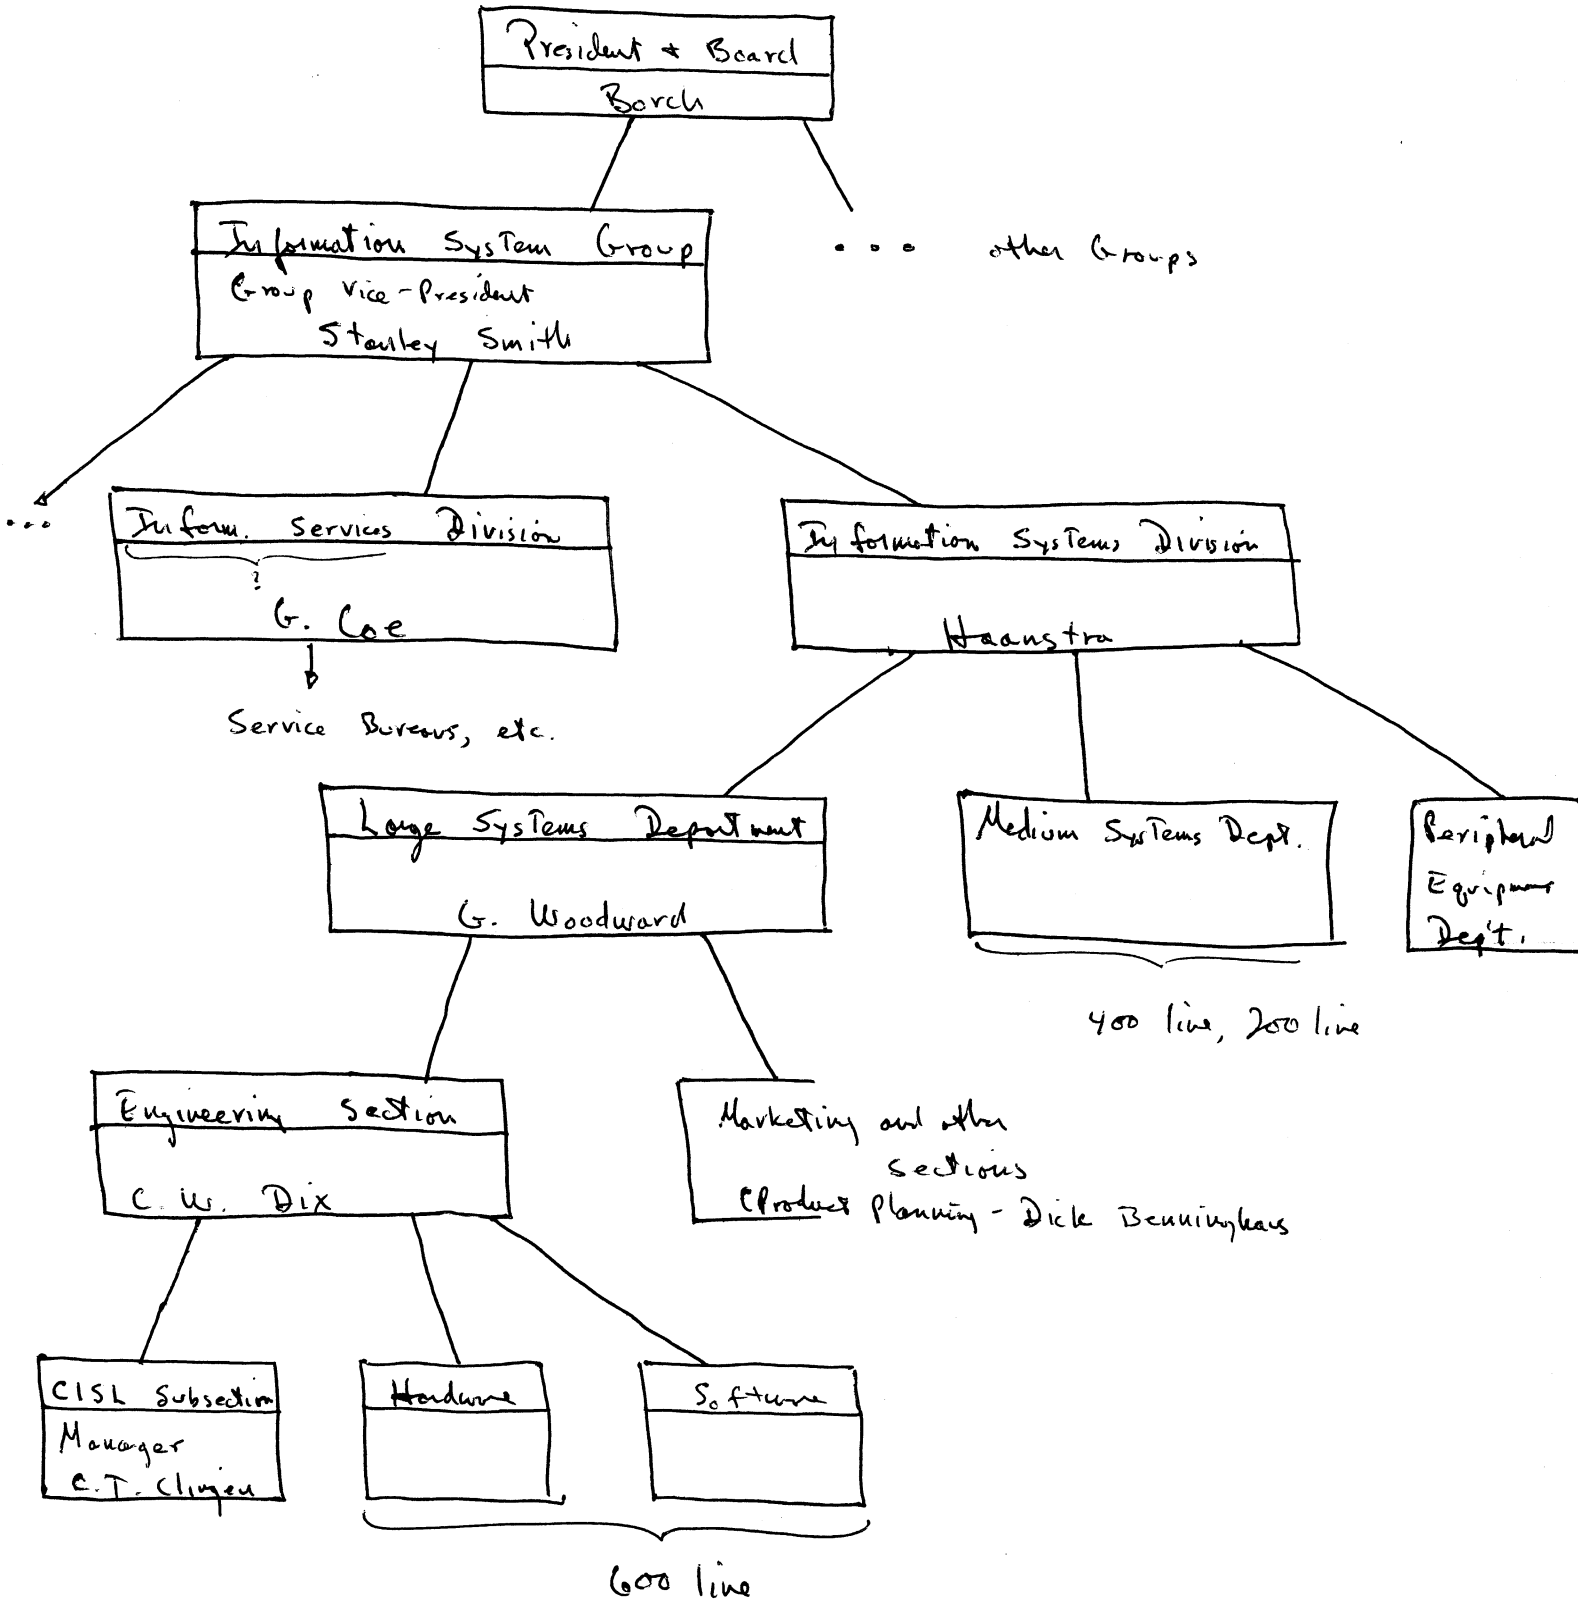 President & Board
Borch
Information System Group
Group Vice-President
Stanley Smith
... other Groups
...
Inform. Services Division
?
G. Coe
Service Bureaus, etc.
Information Systems Division
Haanstra
Large Systems Department
G. Woodward
Medium Systems Dept.
400 line, 200 line
Peripheral
Equipment
Dep't.
Engineering Section
C. W. Dix
Marketing and other
sections
(Product Planning - Dick Benninghaus
CISL Subsection
Manager
C. T. Clingen
Hardware
Software
600 line